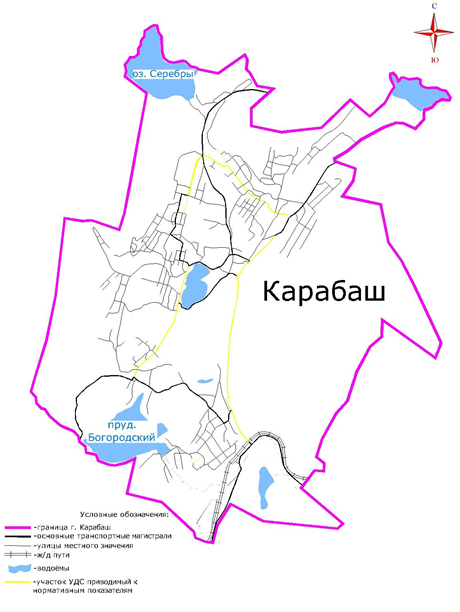 С
Ю
оз. Серебры
Карабаш
пруд.
Богородский
Условные обозначения:
-граница г. Карабаш
-основные транспортные магистрали
-улицы местного значения
-ж/д пути
-водоёмы
-участок УДС приводимый к
нормативным показателям